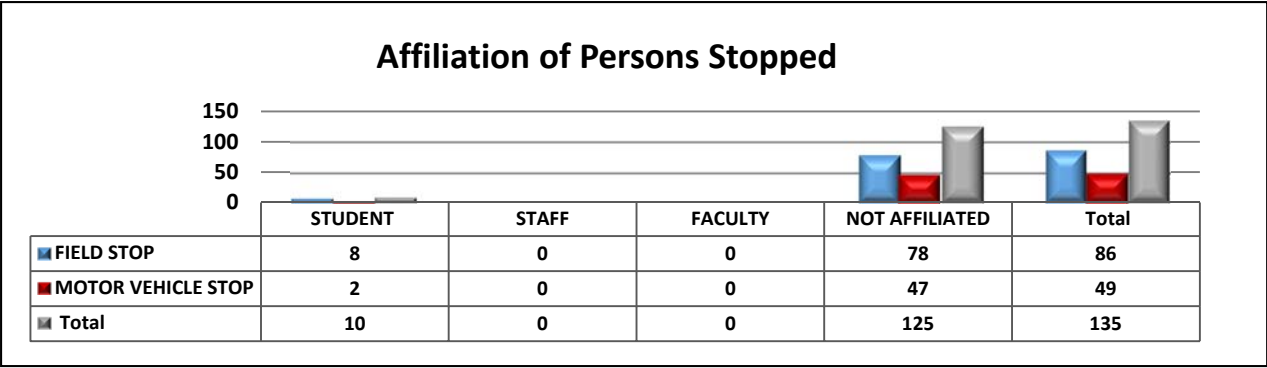 Affiliation of Persons Stopped
150
100
50
0
STUDENT STAFF FACULTY NOT AFFILIATED Total
FIELD STOP 8 0 0 78 86
MOTOR VEHICLE STOP 2 0 0 47 49
Total 10 0 0 125 135